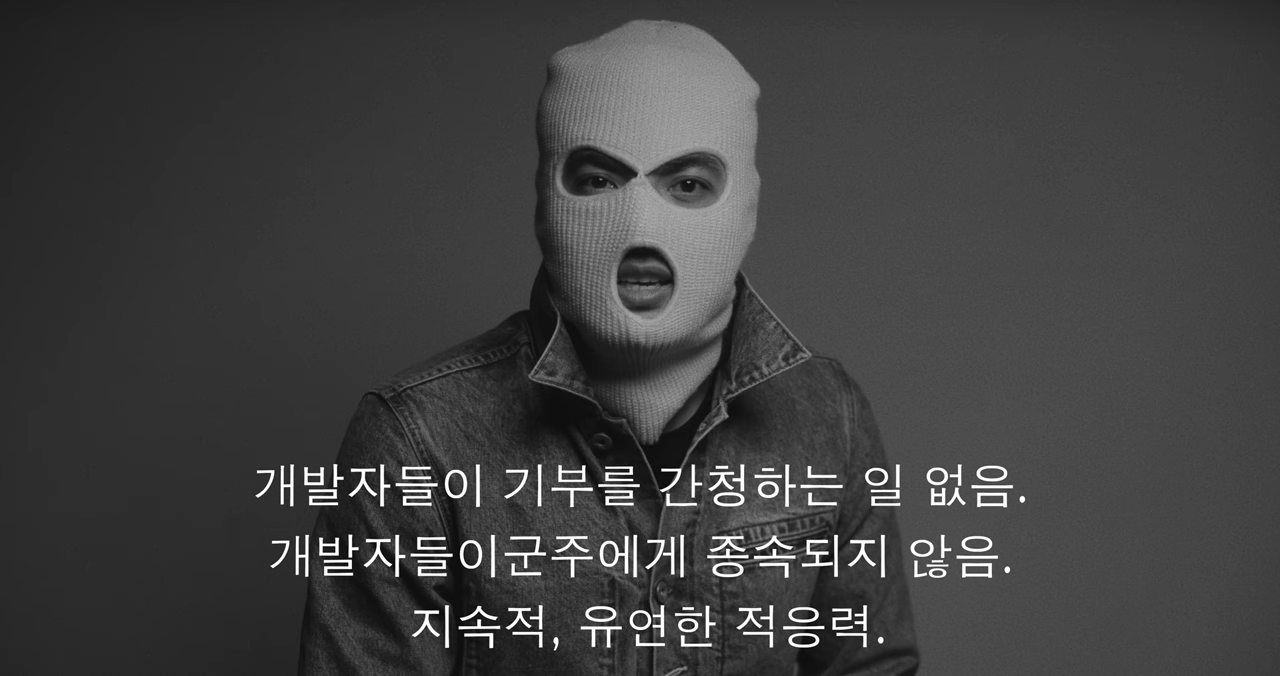 개발자들이 기부를 간청하는 일 없음.
개발자들이군주에게 종속되지 않음.
지속적, 유연한 적응력.